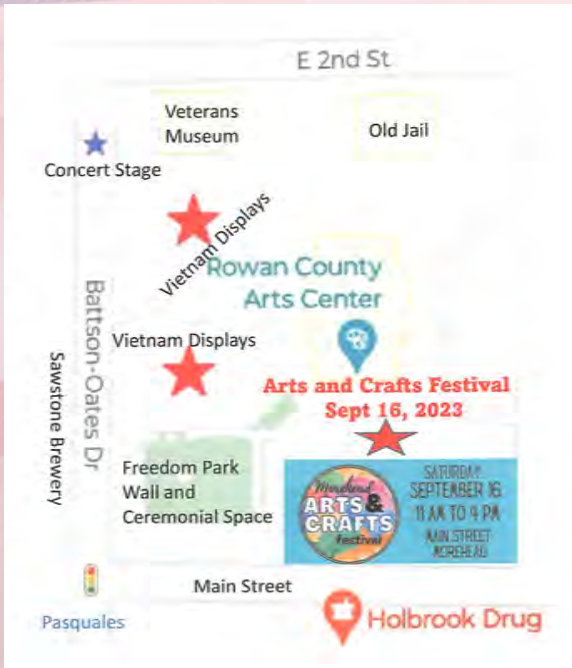 E 2nd St
Veterans
Museum
Old Jail
Concert Stage
Vietnam Displays
Rowan County
Arts Center
Battson-Oates Dr
Sawstone Brewery
Vietnam Displays
Arts and Crafts Festival
Sept 16, 2023
Freedom Park
Wall and
Ceremonial Space
Morehead
ARTS &
CRAFTS
festival
SATURDAY
SEPTEMBER 16
11 AM TO 9 PM
MAIN STREET
MOREHEAD
Main Street
Pasquales
Holbrook Drug